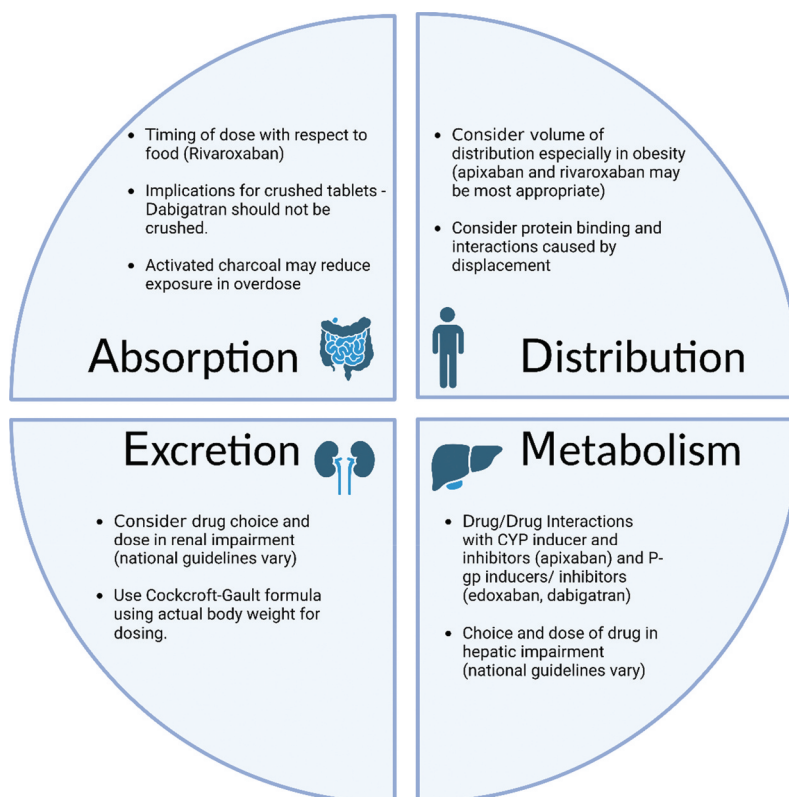 • Timing of dose with respect to
food (Rivaroxaban)
• Implications for crushed tablets -
Dabigatran should not be
crushed.
• Activated charcoal may reduce
exposure in overdose
Absorption
• Consider volume of
distribution especially in obesity
(apixaban and rivaroxaban may
be most appropriate)
• Consider protein binding and
interactions caused by
displacement
Distribution
Excretion
• Consider drug choice and
dose in renal impairment
(national guidelines vary)
• Use Cockcroft-Gault formula
using actual body weight for
dosing.
Metabolism
• Drug/Drug Interactions
with CYP inducer and
inhibitors (apixaban) and P-
gp inducers/ inhibitors
(edoxaban, dabigatran)
• Choice and dose of drug in
hepatic impairment
(national guidelines vary)